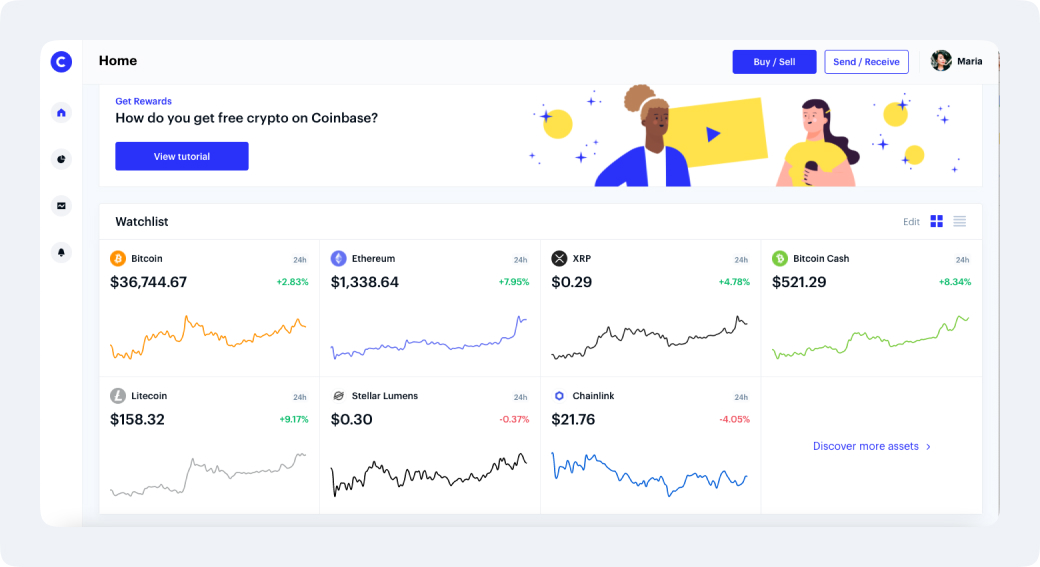 C
Home
Buy / Sell
Send / Receive
Maria
Get Rewards
How do you get free crypto on Coinbase?
View tutorial
Watchlist
Edit
Bitcoin 24h
$36,744.67 +2.83%
Ethereum 24h
$1,338.64 +7.95%
XRP 24h
$0.29 +4.78%
Bitcoin Cash 24h
$521.29 +8.34%
Litecoin 24h
$158.32 +9.17%
Stellar Lumens 24h
$0.30 -0.37%
Chainlink 24h
$21.76 -4.05%
Discover more assets